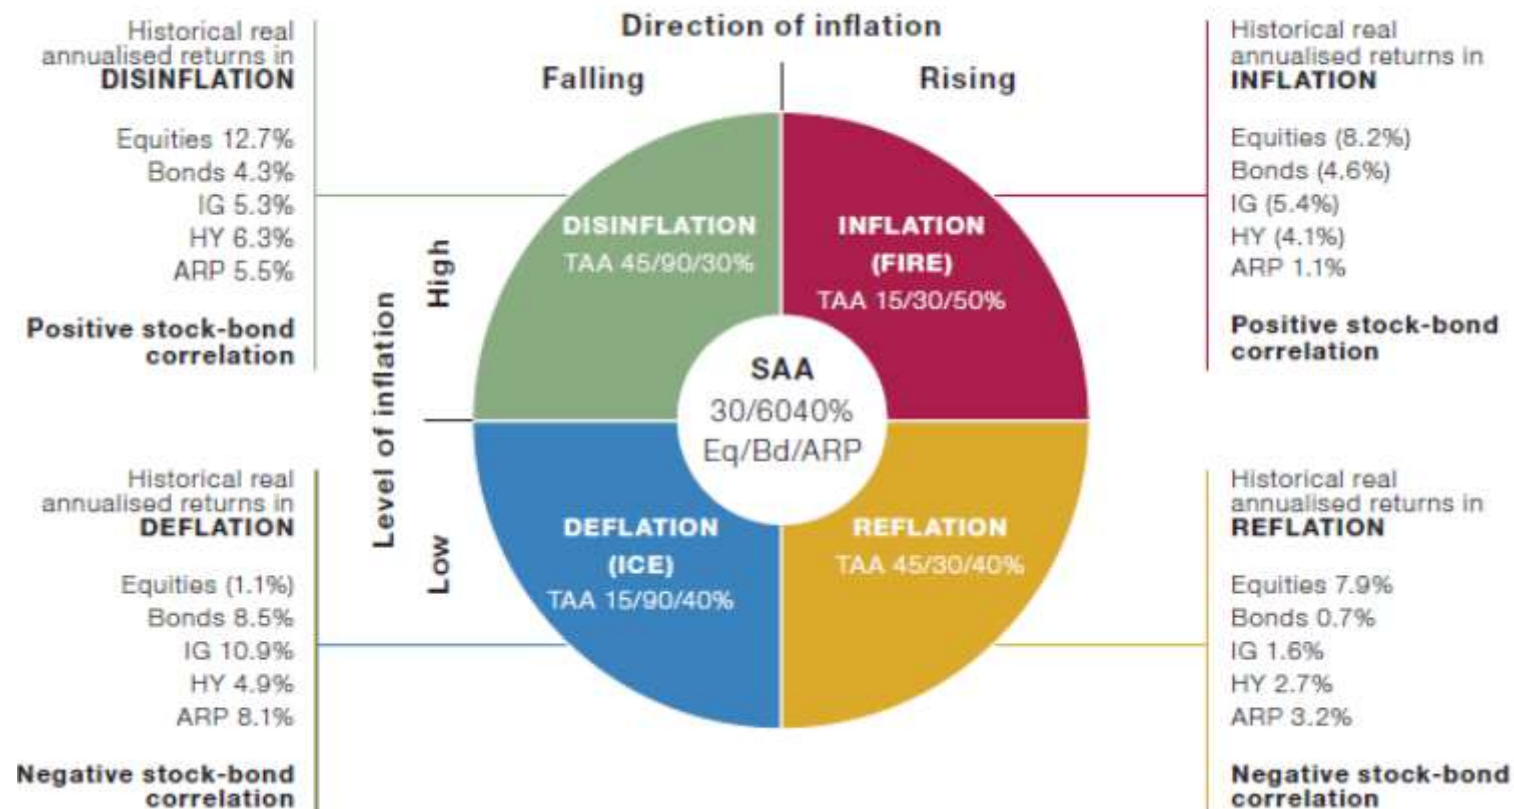 Direction of inflation
Falling
Rising
Level of inflation
High
Low
Historical real
annualised returns in
DISINFLATION
Equities 12.7%
Bonds 4.3%
IG 5.3%
HY 6.3%
ARP 5.5%
Positive stock-bond
correlation
DISINFLATION
TAA 45/90/30%
INFLATION
(FIRE)
TAA 15/30/50%
Historical real
annualised returns in
INFLATION
Equities (8.2%)
Bonds (4.6%)
IG (5.4%)
HY (4.1%)
ARP 1.1%
Positive stock-bond
correlation
SAA
30/6040%
Eq/Bd/ARP
Historical real
annualised returns in
DEFLATION
Equities (1.1%)
Bonds 8.5%
IG 10.9%
HY 4.9%
ARP 8.1%
Negative stock-bond
correlation
DEFLATION
(ICE)
TAA 15/90/40%
REFLATION
TAA 45/30/40%
Historical real
annualised returns in
REFLATION
Equities 7.9%
Bonds 0.7%
IG 1.6%
HY 2.7%
ARP 3.2%
Negative stock-bond
correlation